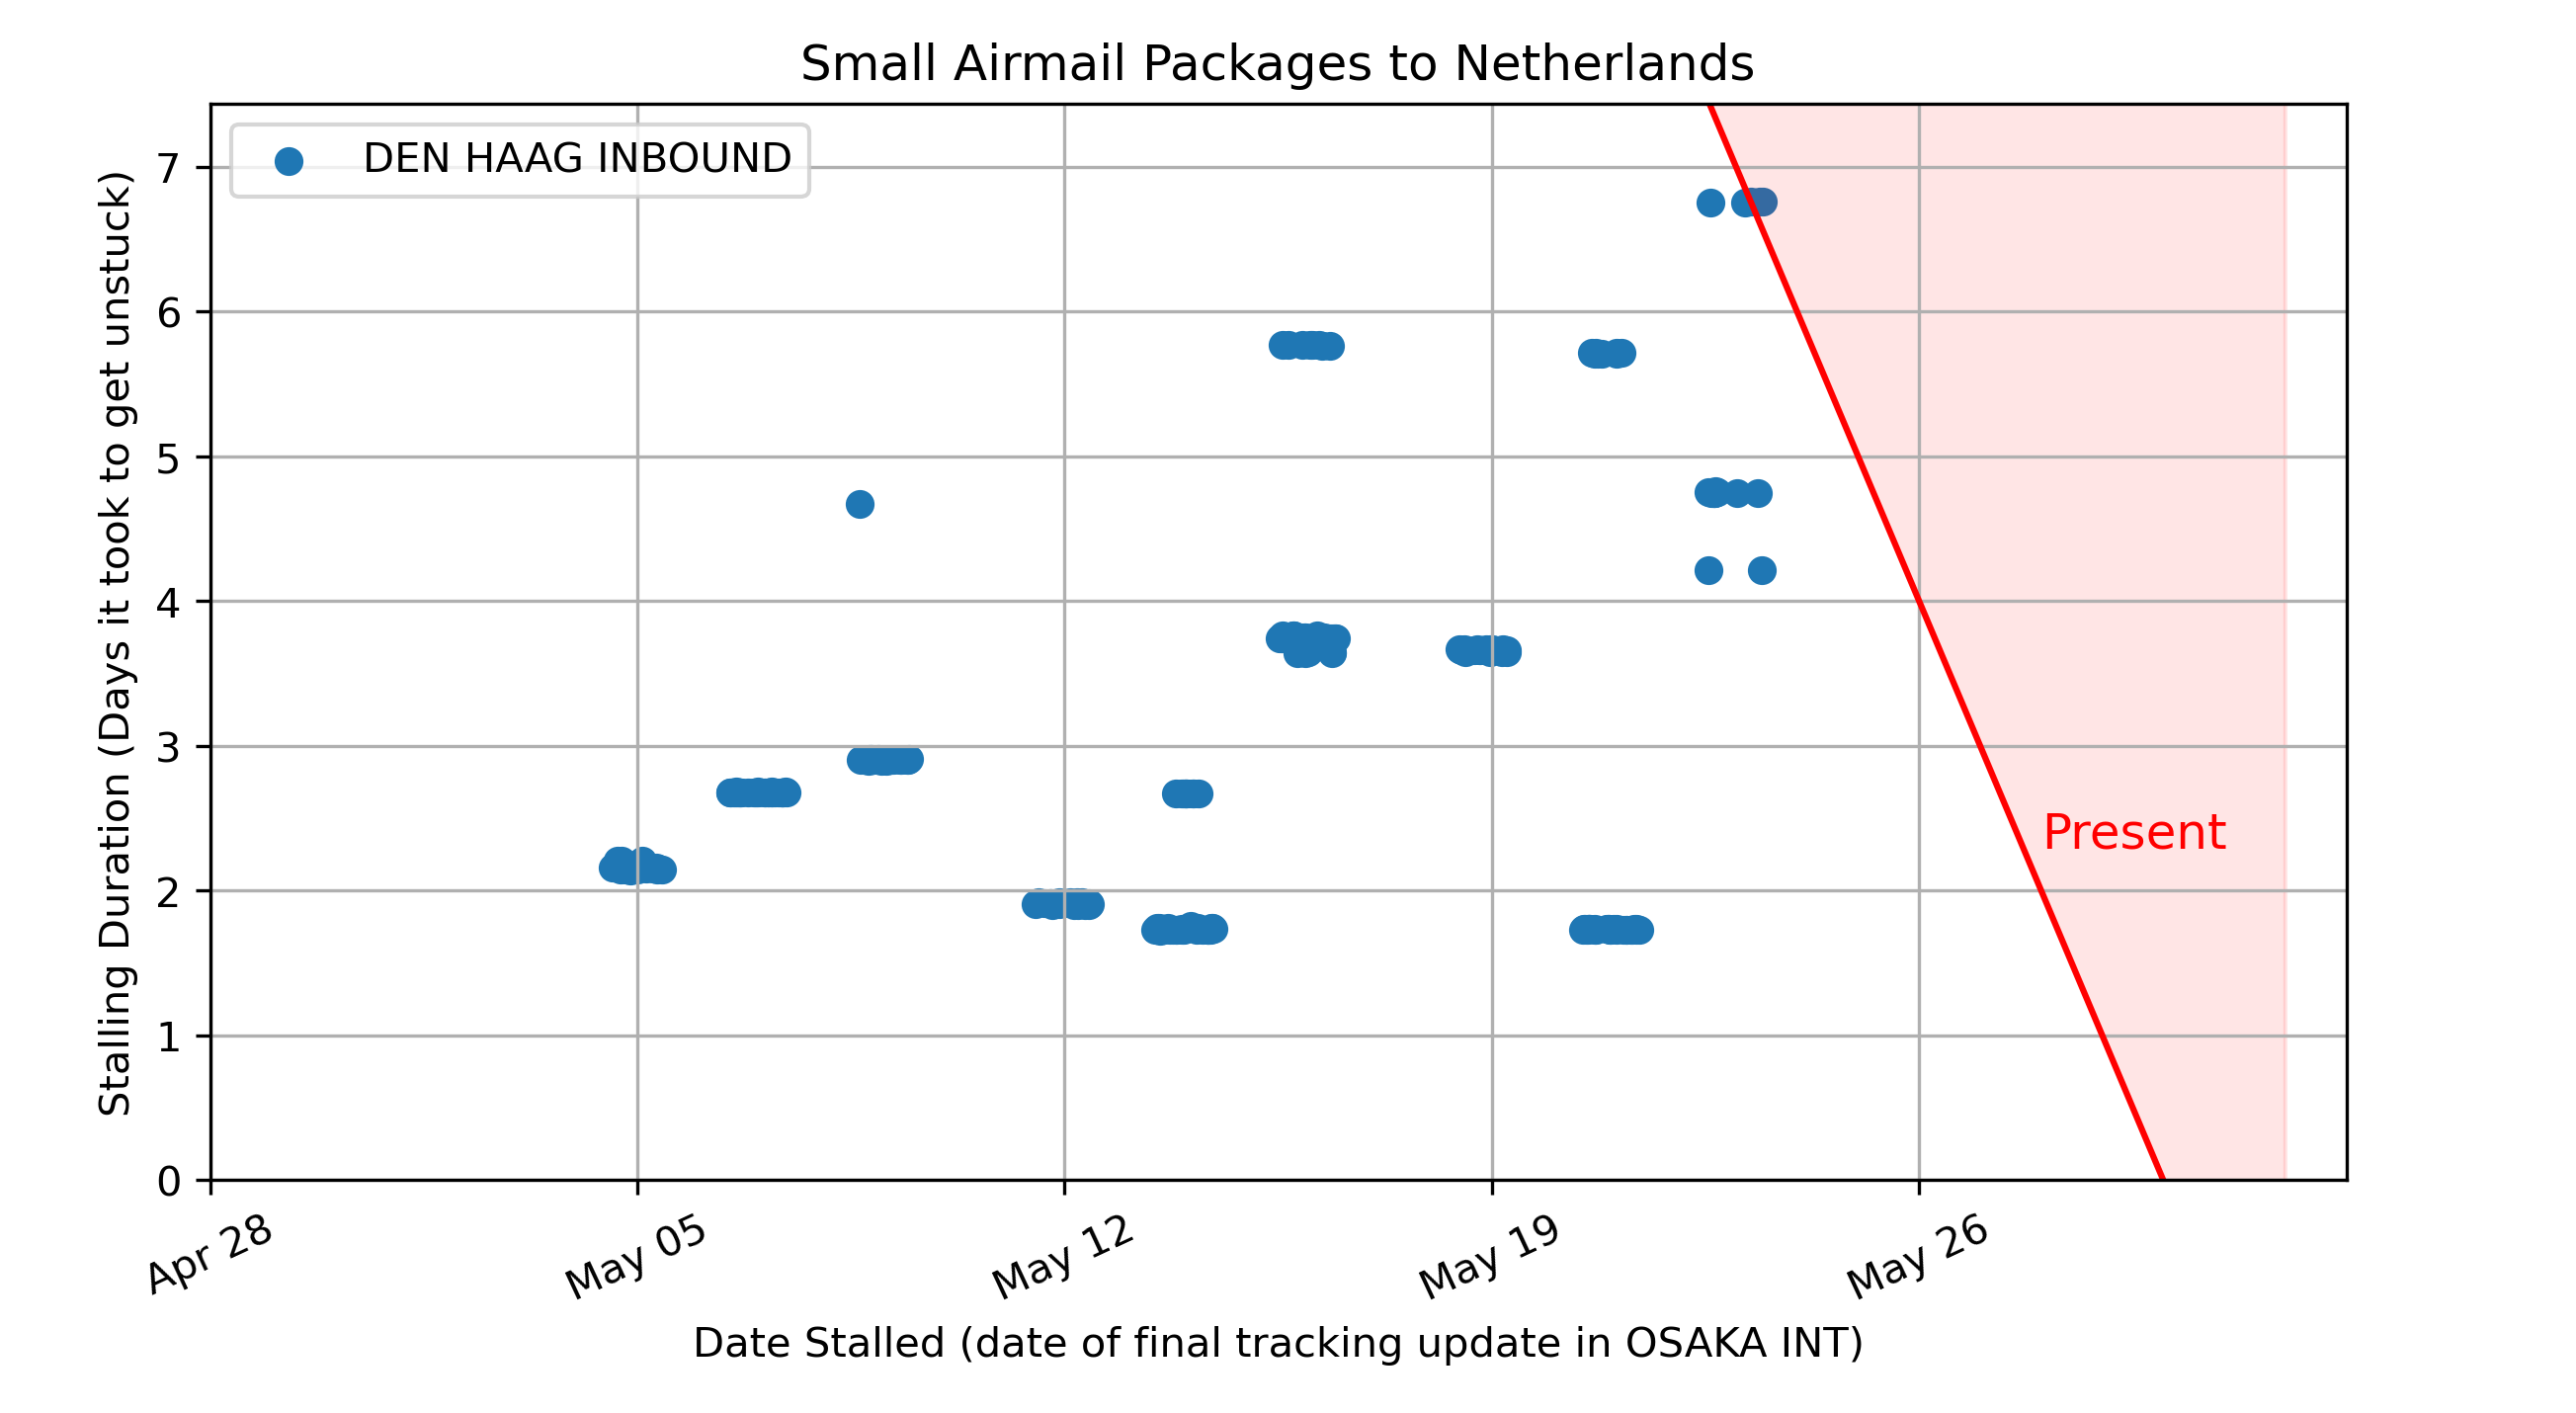 Small Airmail Packages to Netherlands
DEN HAAG INBOUND
Stalling Duration (Days it took to get unstuck)
7
6
5
4
3
2
1
0
Present
Apr 28
May 05
May 12
May 19
May 26
Date Stalled (date of final tracking update in OSAKA INT)